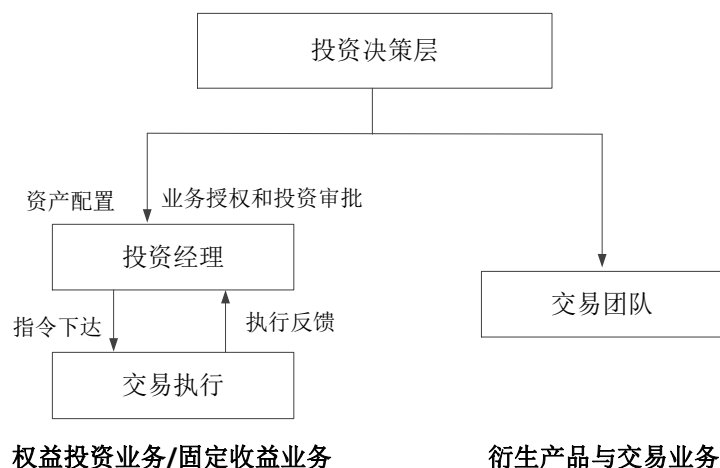 投资决策层
资产配置
业务授权和投资审批
投资经理
交易团队
指令下达
执行反馈
交易执行
权益投资业务/固定收益业务
衍生产品与交易业务